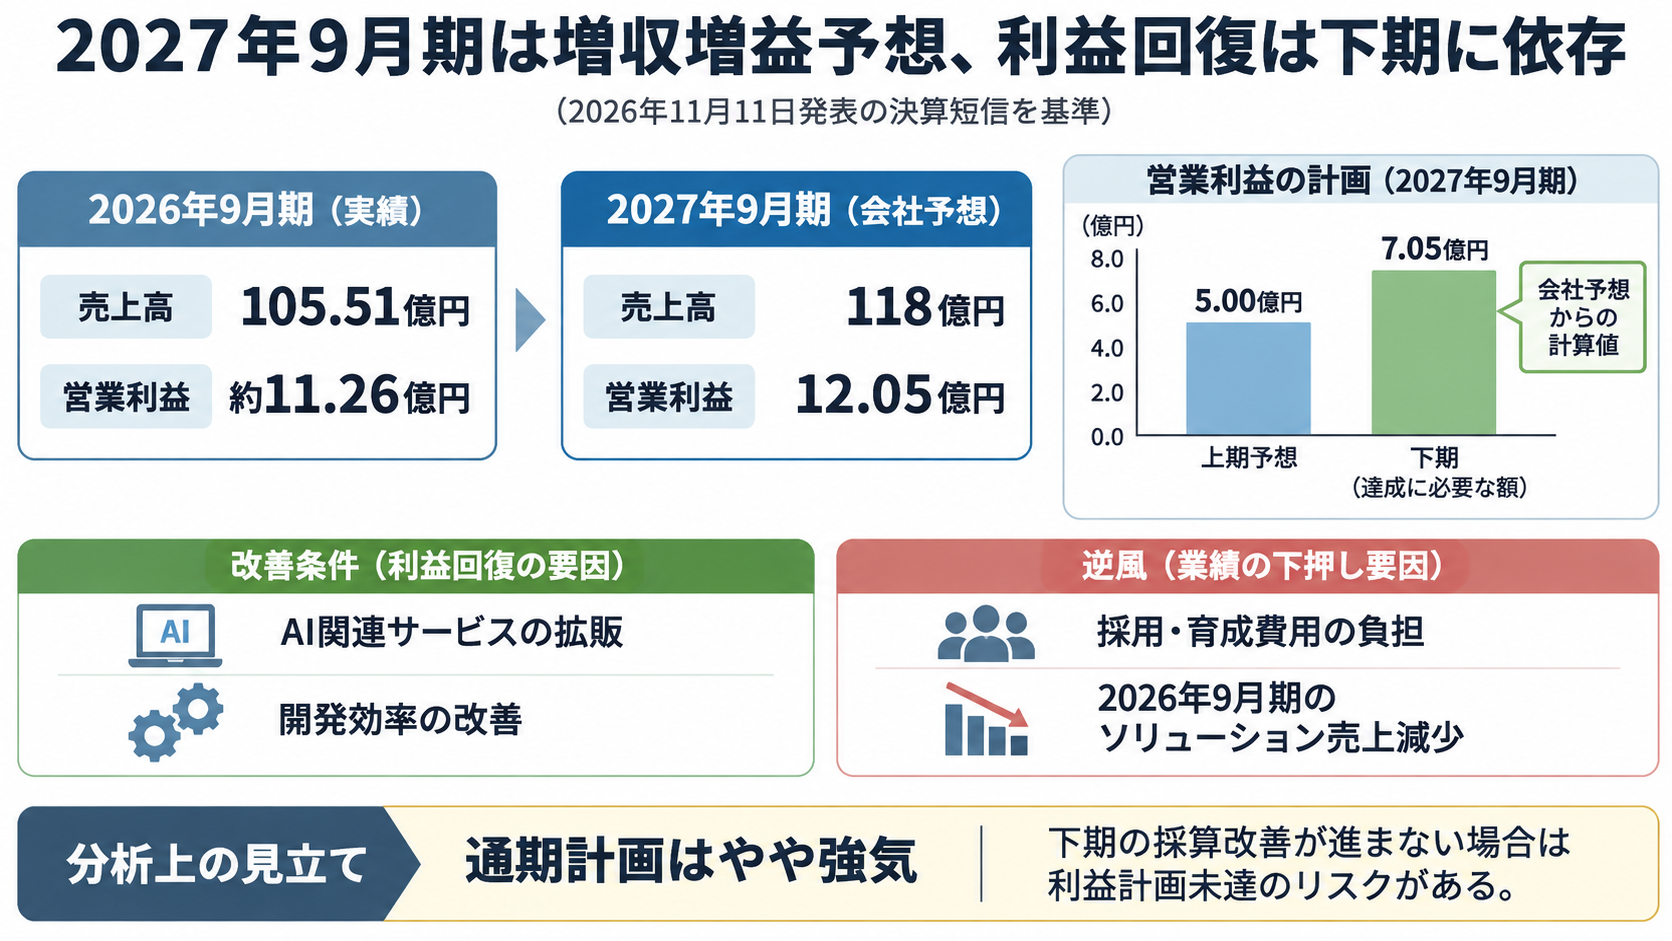 2027年9月期は増収増益予想、利益回復は下期に依存
（2026年11月11日発表の決算短信を基準）
2026年9月期（実績）
売上高
105.51億円
営業利益
約11.26億円
2027年9月期（会社予想）
売上高
118億円
営業利益
12.05億円
営業利益の計画（2027年9月期）
（億円）
8.0
6.0
4.0
2.0
0.0
5.00億円
7.05億円
上期予想
下期
（達成に必要な額）
会社予想
からの
計算値
改善条件（利益回復の要因）
AI
AI関連サービスの拡販
開発効率の改善
逆風（業績の下押し要因）
採用・育成費用の負担
2026年9月期の
ソリューション売上減少
分析上の見立て
通期計画はやや強気
下期の採算改善が進まない場合は
利益計画未達のリスクがある。